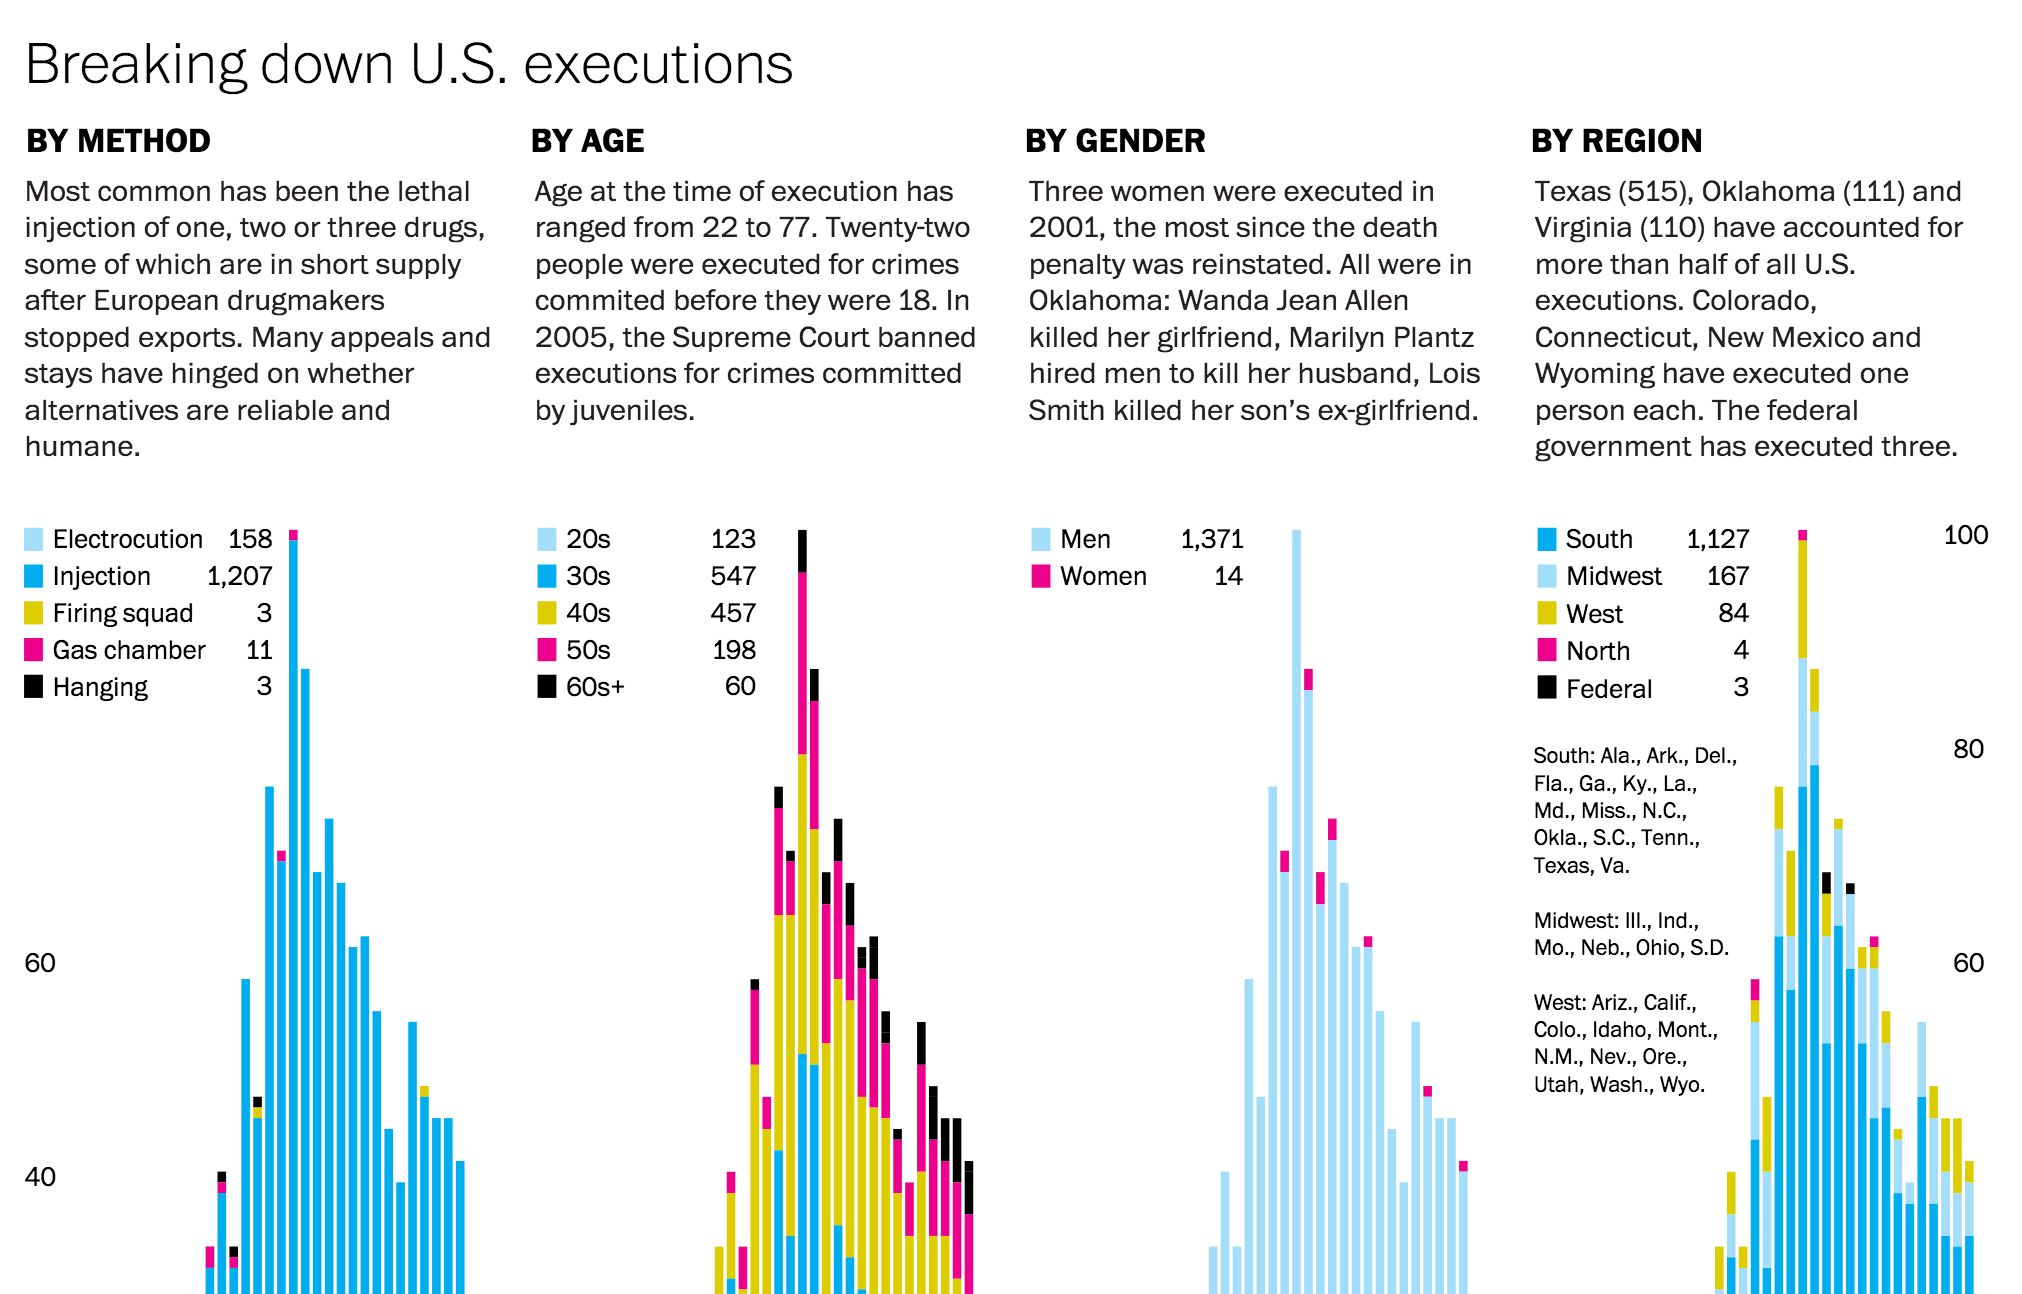 Breaking down U.S. executions
BY METHOD
Most common has been the lethal
injection of one, two or three drugs,
some of which are in short supply
after European drugmakers
stopped exports. Many appeals and
stays have hinged on whether
alternatives are reliable and
humane.
Electrocution 158
Injection 1,207
Firing squad 3
Gas chamber 11
Hanging 3
60
40
BY AGE
Age at the time of execution has
ranged from 22 to 77. Twenty-two
people were executed for crimes
commited before they were 18. In
2005, the Supreme Court banned
executions for crimes committed
by juveniles.
20s 123
30s 547
40s 457
50s 198
60s+ 60
BY GENDER
Three women were executed in
2001, the most since the death
penalty was reinstated. All were in
Oklahoma: Wanda Jean Allen
killed her girlfriend, Marilyn Plantz
hired men to kill her husband, Lois
Smith killed her son’s ex-girlfriend.
Men 1,371
Women 14
BY REGION
Texas (515), Oklahoma (111) and
Virginia (110) have accounted for
more than half of all U.S.
executions. Colorado,
Connecticut, New Mexico and
Wyoming have executed one
person each. The federal
government has executed three.
South 1,127
Midwest 167
West 84
North 4
Federal 3
South: Ala., Ark., Del.,
Fla., Ga., Ky., La.,
Md., Miss., N.C.,
Okla., S.C., Tenn.,
Texas, Va.
Midwest: Ill., Ind.,
Mo., Neb., Ohio, S.D.
West: Ariz., Calif.,
Colo., Idaho, Mont.,
N.M., Nev., Ore.,
Utah, Wash., Wyo.
100
80
60